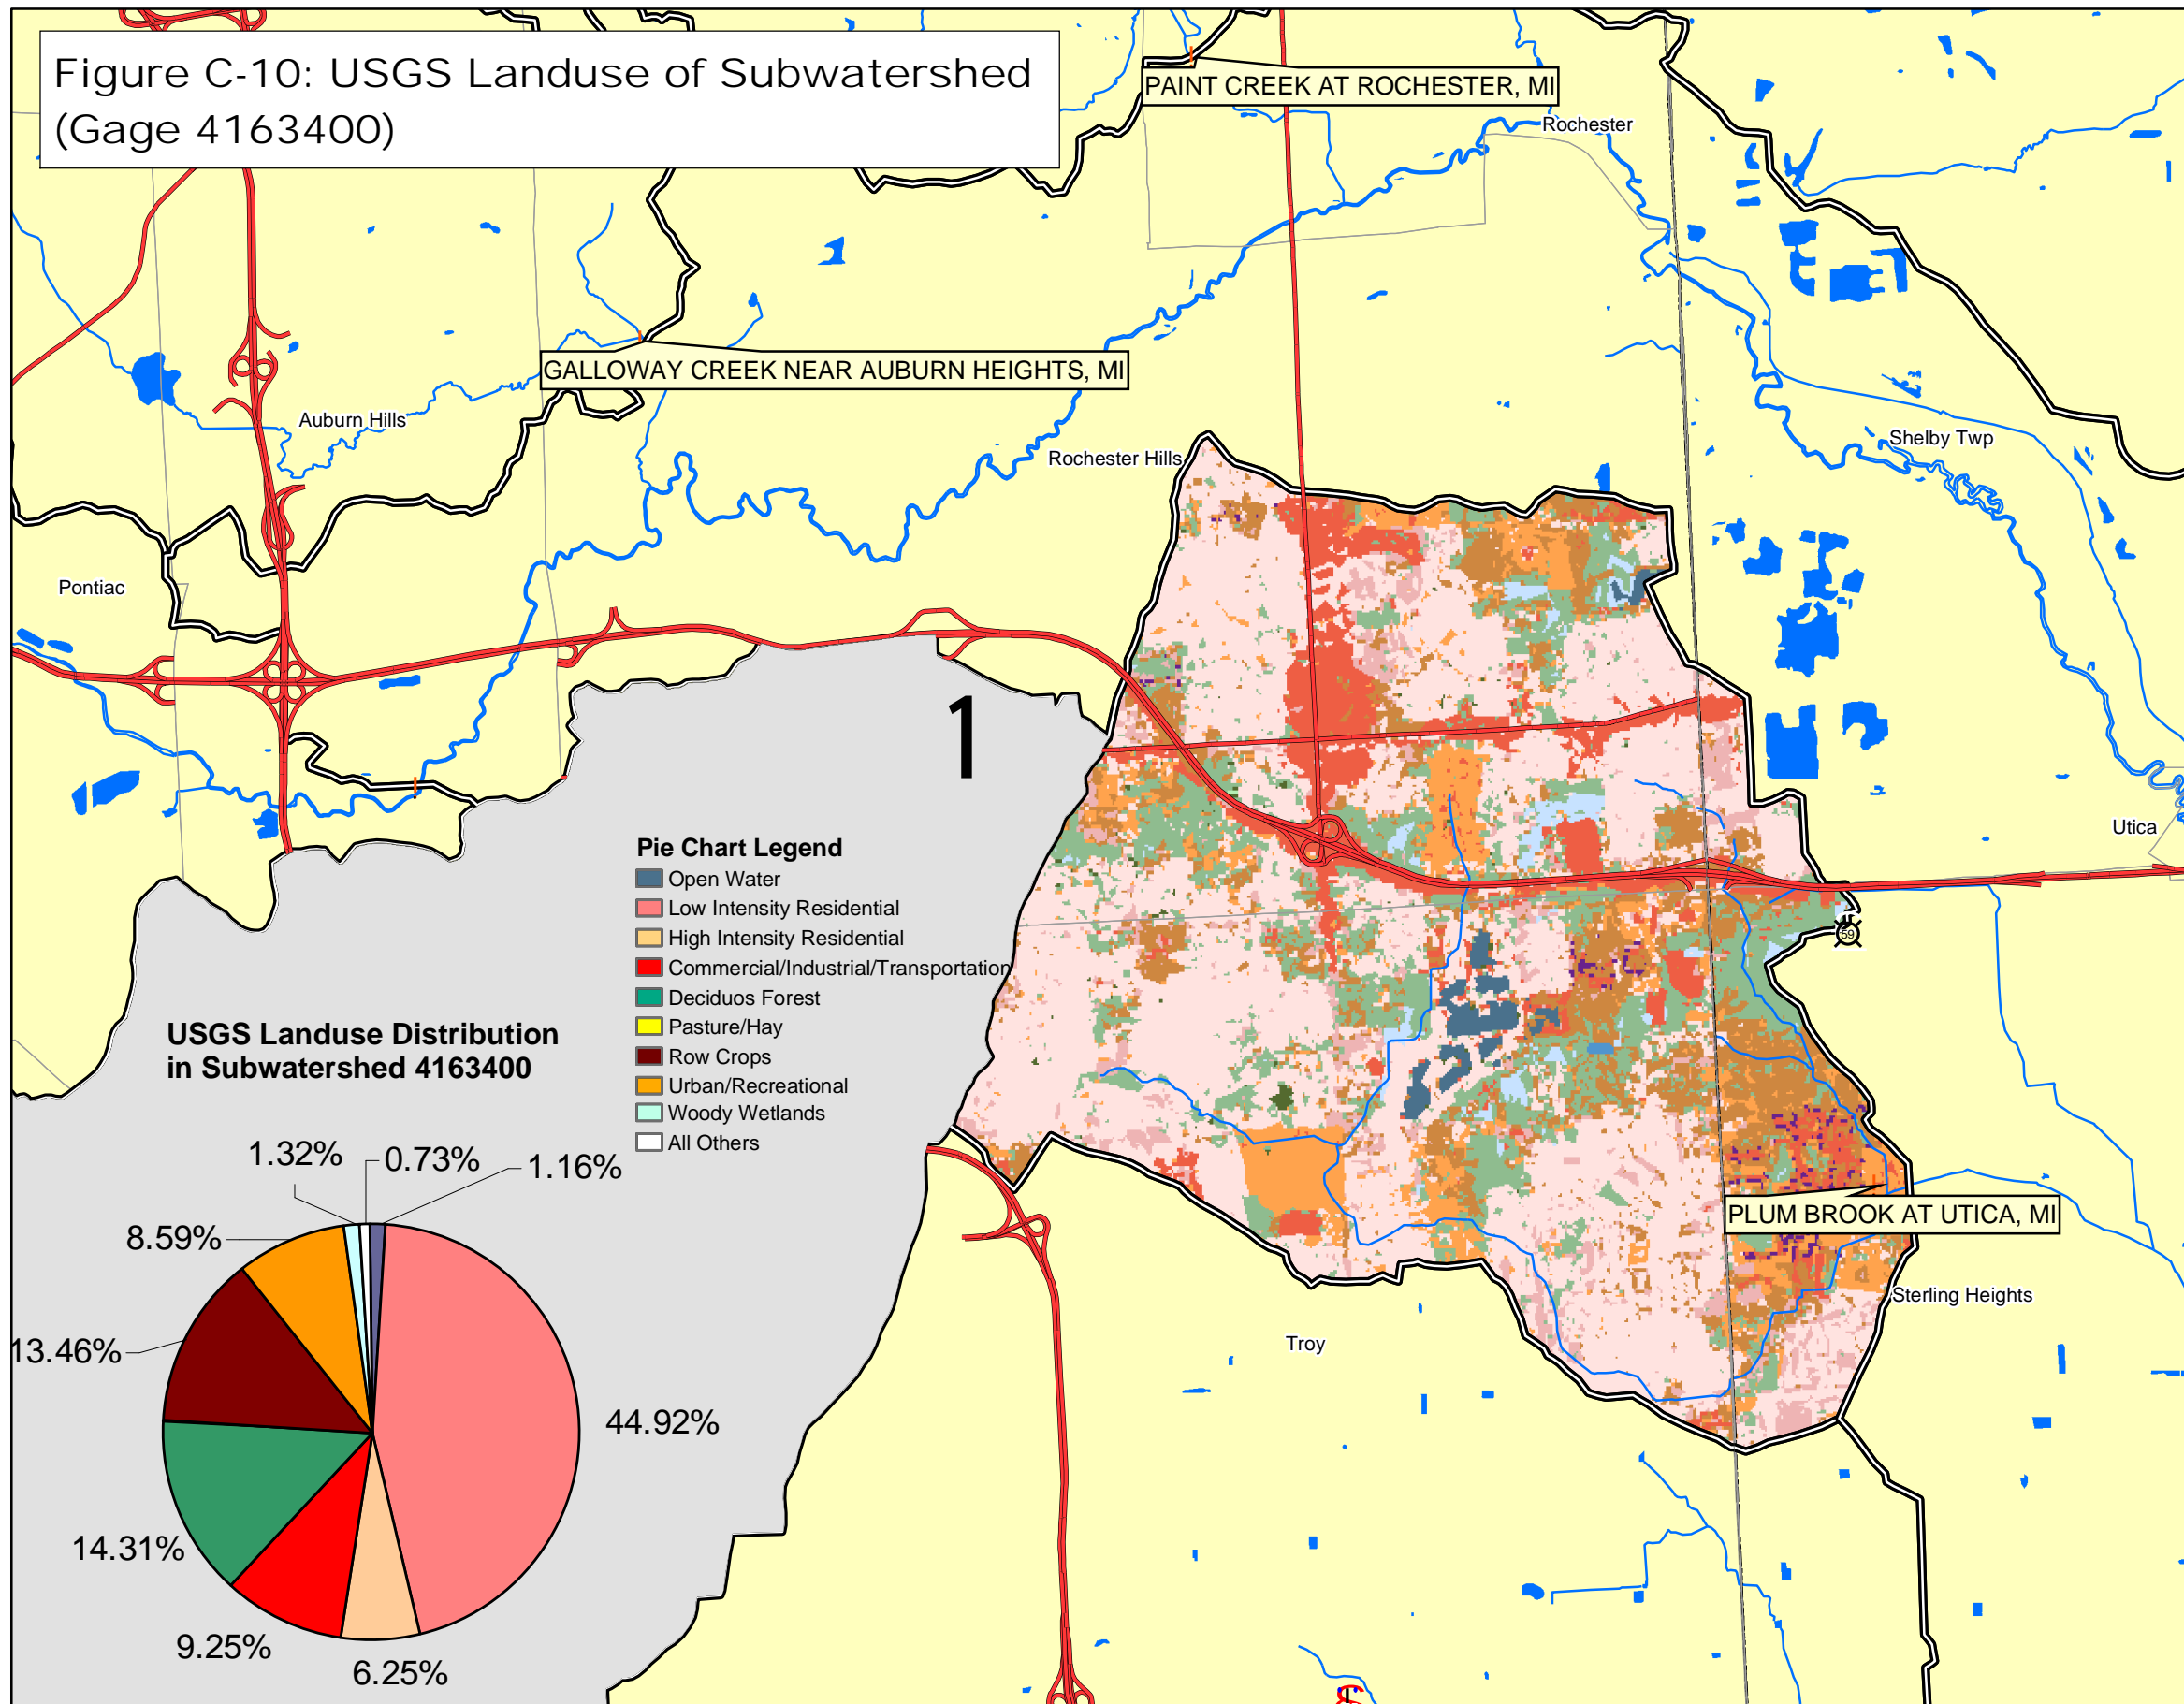 Figure C-10: USGS Landuse of Subwatershed
(Gage 4163400)
PAINT CREEK AT ROCHESTER, MI
Rochester
GALLOWAY CREEK NEAR AUBURN HEIGHTS, MI
Auburn Hills
Rochester Hills
Shelby Twp
Pontiac
1
Utica
Pie Chart Legend
Open Water
Low Intensity Residential
High Intensity Residential
Commercial/Industrial/Transportation
Deciduos Forest
Pasture/Hay
Row Crops
Urban/Recreational
Woody Wetlands
All Others
59
USGS Landuse Distribution
in Subwatershed 4163400
1.32%
0.73%
1.16%
8.59%
13.46%
44.92%
14.31%
9.25%
6.25%
PLUM BROOK AT UTICA, MI
Sterling Heights
Troy